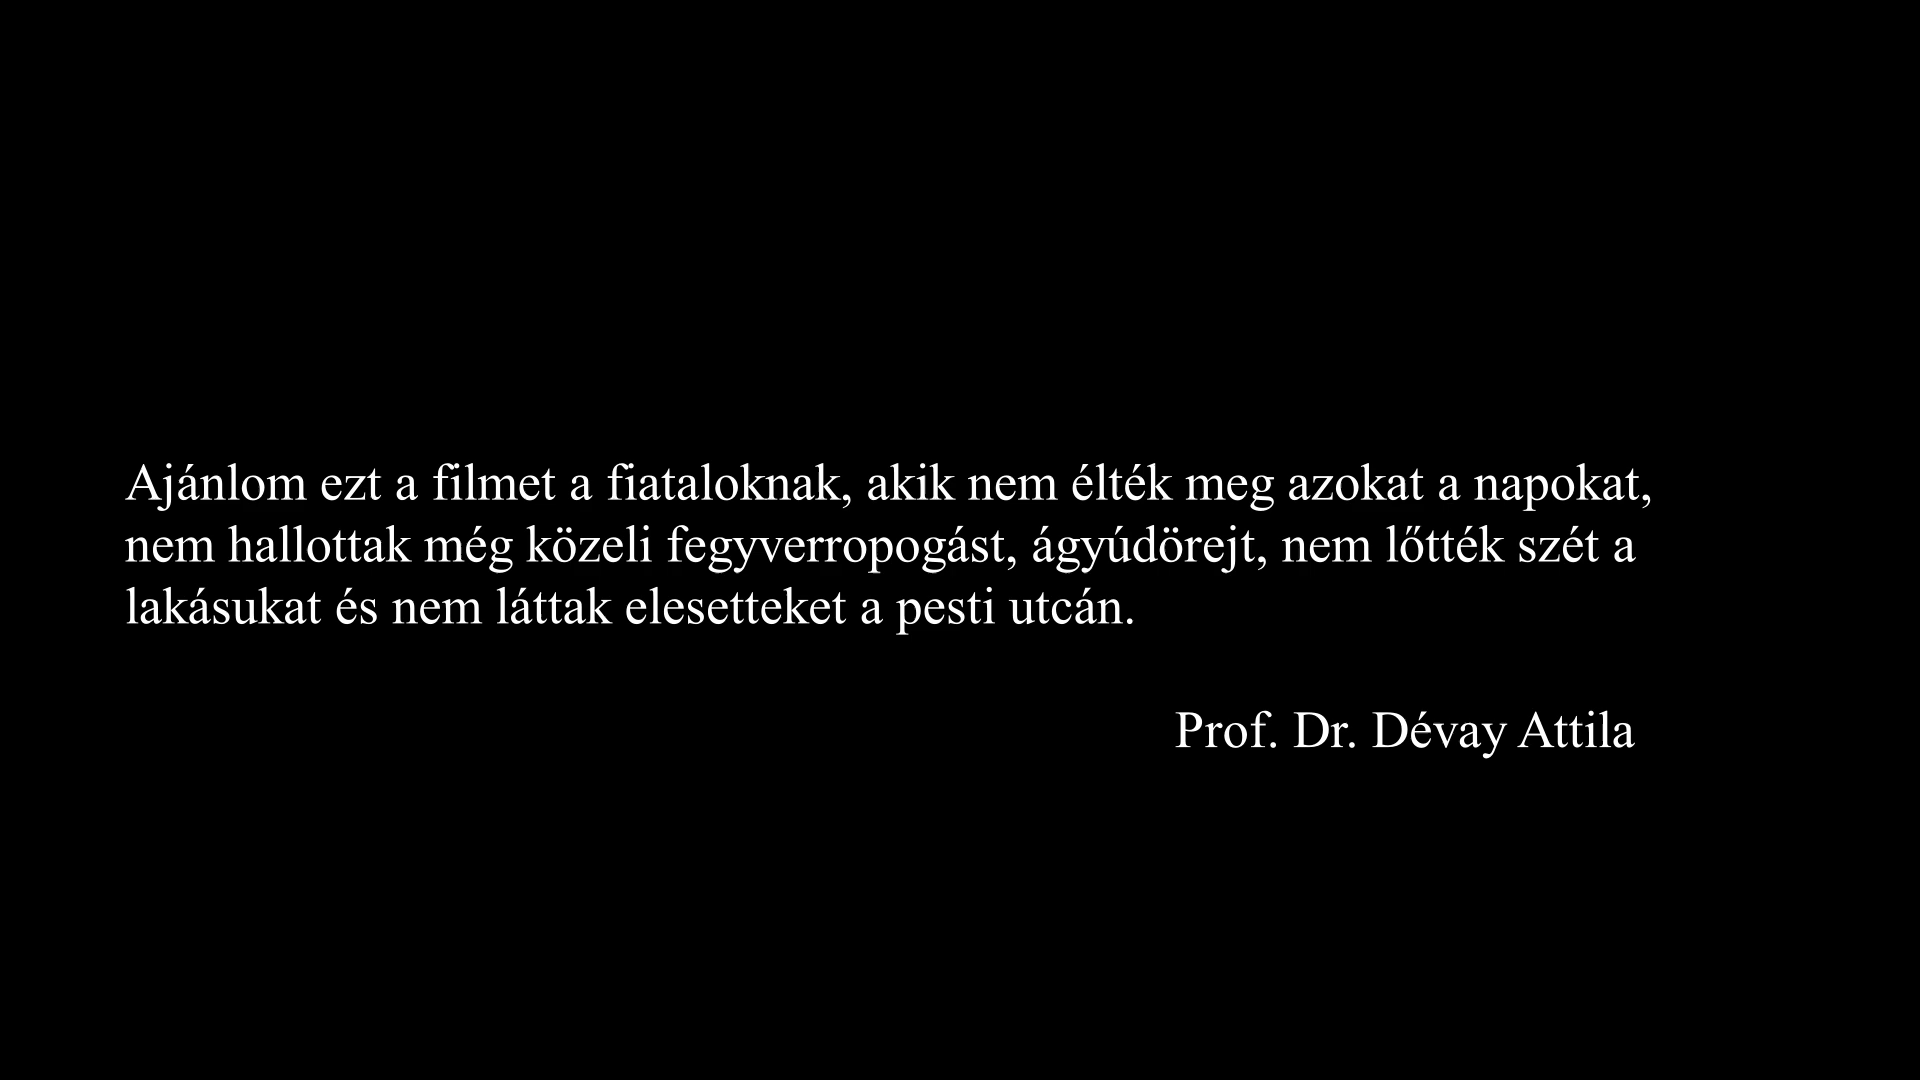 Ajánlom ezt a filmet a fiataloknak, akik nem élték meg azokat a napokat,
nem hallottak még közeli fegyverropogást, ágyúdörejt, nem lőtték szét a
lakásukat és nem láttak elesetteket a pesti utcán.
Prof. Dr. Dévay Attila